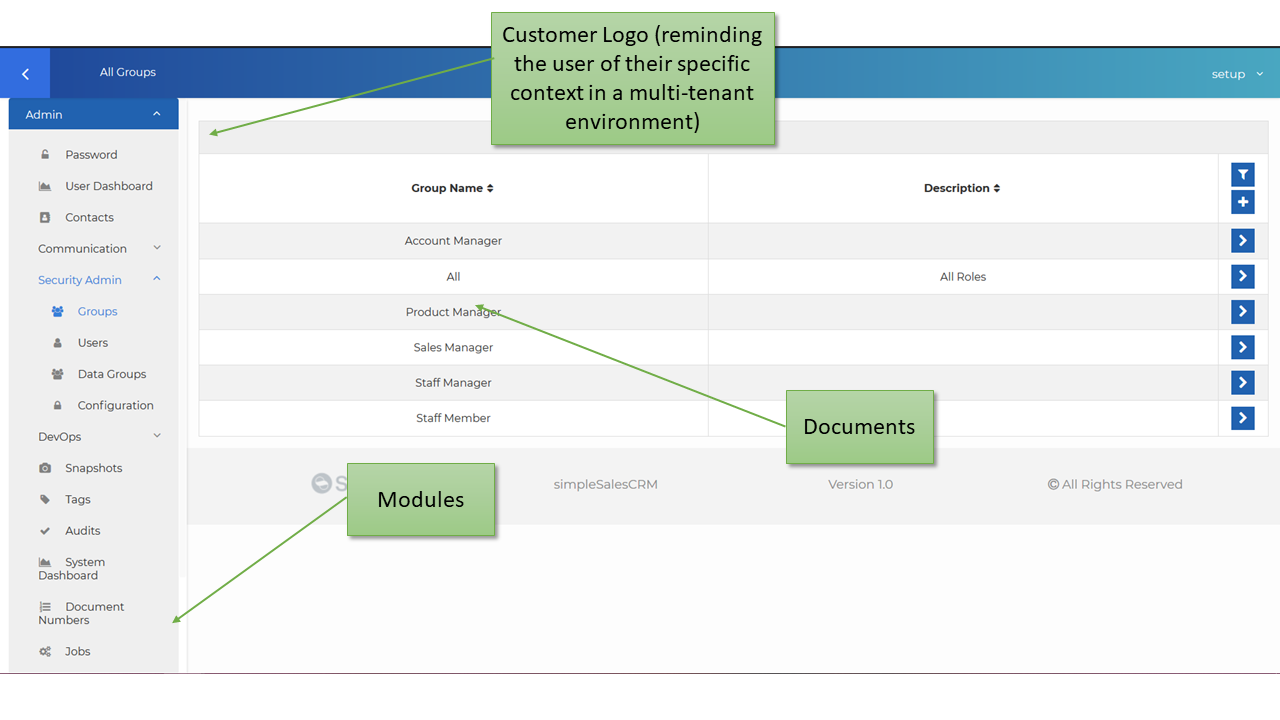 Customer Logo (reminding
the user of their specific
context in a multi-tenant
environment)
All Groups
setup
Admin
Password
User Dashboard
Contacts
Communication
Security Admin
Groups
Users
Data Groups
Configuration
DevOps
Snapshots
Tags
Audits
System
Dashboard
Document
Numbers
Jobs
Group Name
Description
Account Manager
All
All Roles
Product Manager
Sales Manager
Staff Manager
Staff Member
Documents
Modules
simpleSalesCRM
Version 1.0
© All Rights Reserved